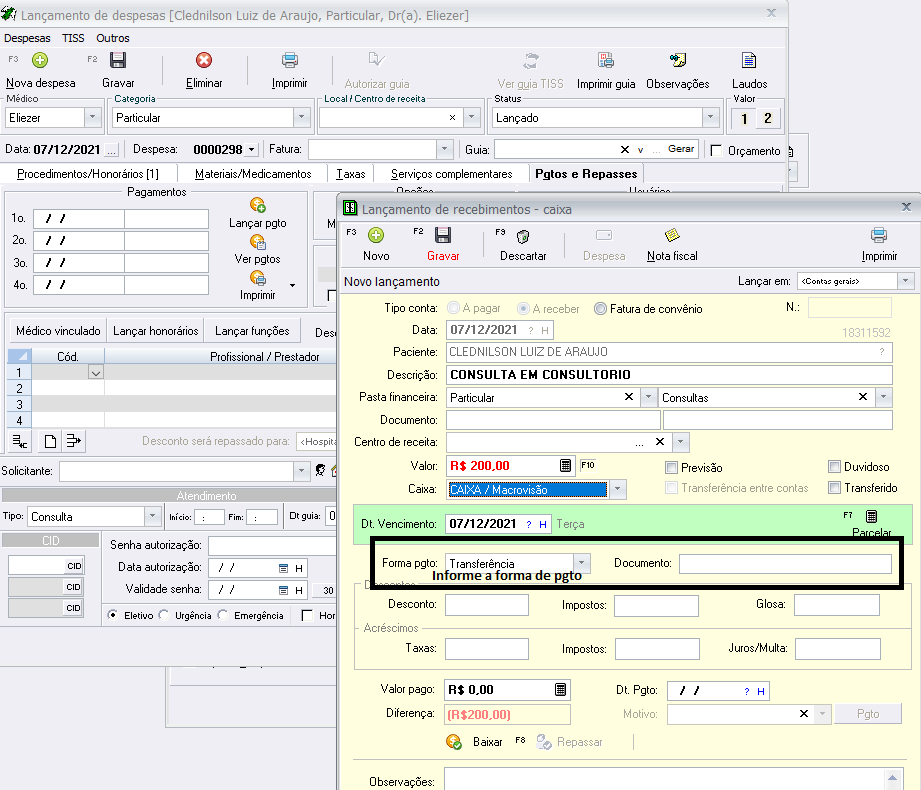 Lançamento de despesas [Clednilson Luiz de Araujo, Particular, Dr(a). Eliezer]
Despesas TISS Outros
F3 F2
Nova despesa Gravar Eliminar Imprimir Autorizar guia Ver guia TISS Imprimir guia Observações Laudos
Médico Categoria Local / Centro de receita Status Valor
Eliezer Particular Lançado 1 2
Data: 07/12/2021 ... Despesa: 0000298 Fatura: Guia: Gerar Orçamento
Procedimentos/Honorários [1] Materiais/Medicamentos Taxas Serviços complementares Pgtos e Repasses
Pagamentos
1o. / /
2o. / /
3o. / /
4o. / /
Lançar pgto
Ver pgtos
Imprimir
Médico vinculado Lançar honorários Lançar funções
Cód. Profissional / Prestador
1
2
3
4
Desconto será repassado para: <Hospita
Solicitante:
Atendimento
Tipo: Consulta Início: : Fim: : Dt guia: 0
CID
CID
CID
CID
Senha autorização:
Data autorização: / / H
Validade senha: / / H 30
Eletivo Urgência Emergência Hor
Lançamento de recebimentos - caixa
F3 F2 F9
Novo Gravar Descartar Despesa Nota fiscal Imprimir
Novo lançamento Lançar em: <Contas gerais>
Tipo conta: A pagar A receber Fatura de convênio N.:
Data: 07/12/2021 ? H 18311592
Paciente: CLEDNILSON LUIZ DE ARAUJO ?
Descrição: CONSULTA EM CONSULTORIO
Pasta financeira: Particular Consultas
Documento:
Centro de receita: ...
Valor: R$ 200,00 F10 Previsão Duvidoso
Caixa: CAIXA / Macrovisão Transferência entre contas Transferido
Dt. Vencimento: 07/12/2021 ? H Terça F7
Parcelar
Forma pgto: Transferência Documento:
Informe a forma de pgto
Desconto: Impostos: Glosa:
Acréscimos
Taxas: Impostos: Juros/Multa:
Valor pago: R$ 0,00 Dt. Pgto: / / ? H
Diferença: (R$200,00) Motivo: Pgto
Baixar F8 Repassar
Observações: